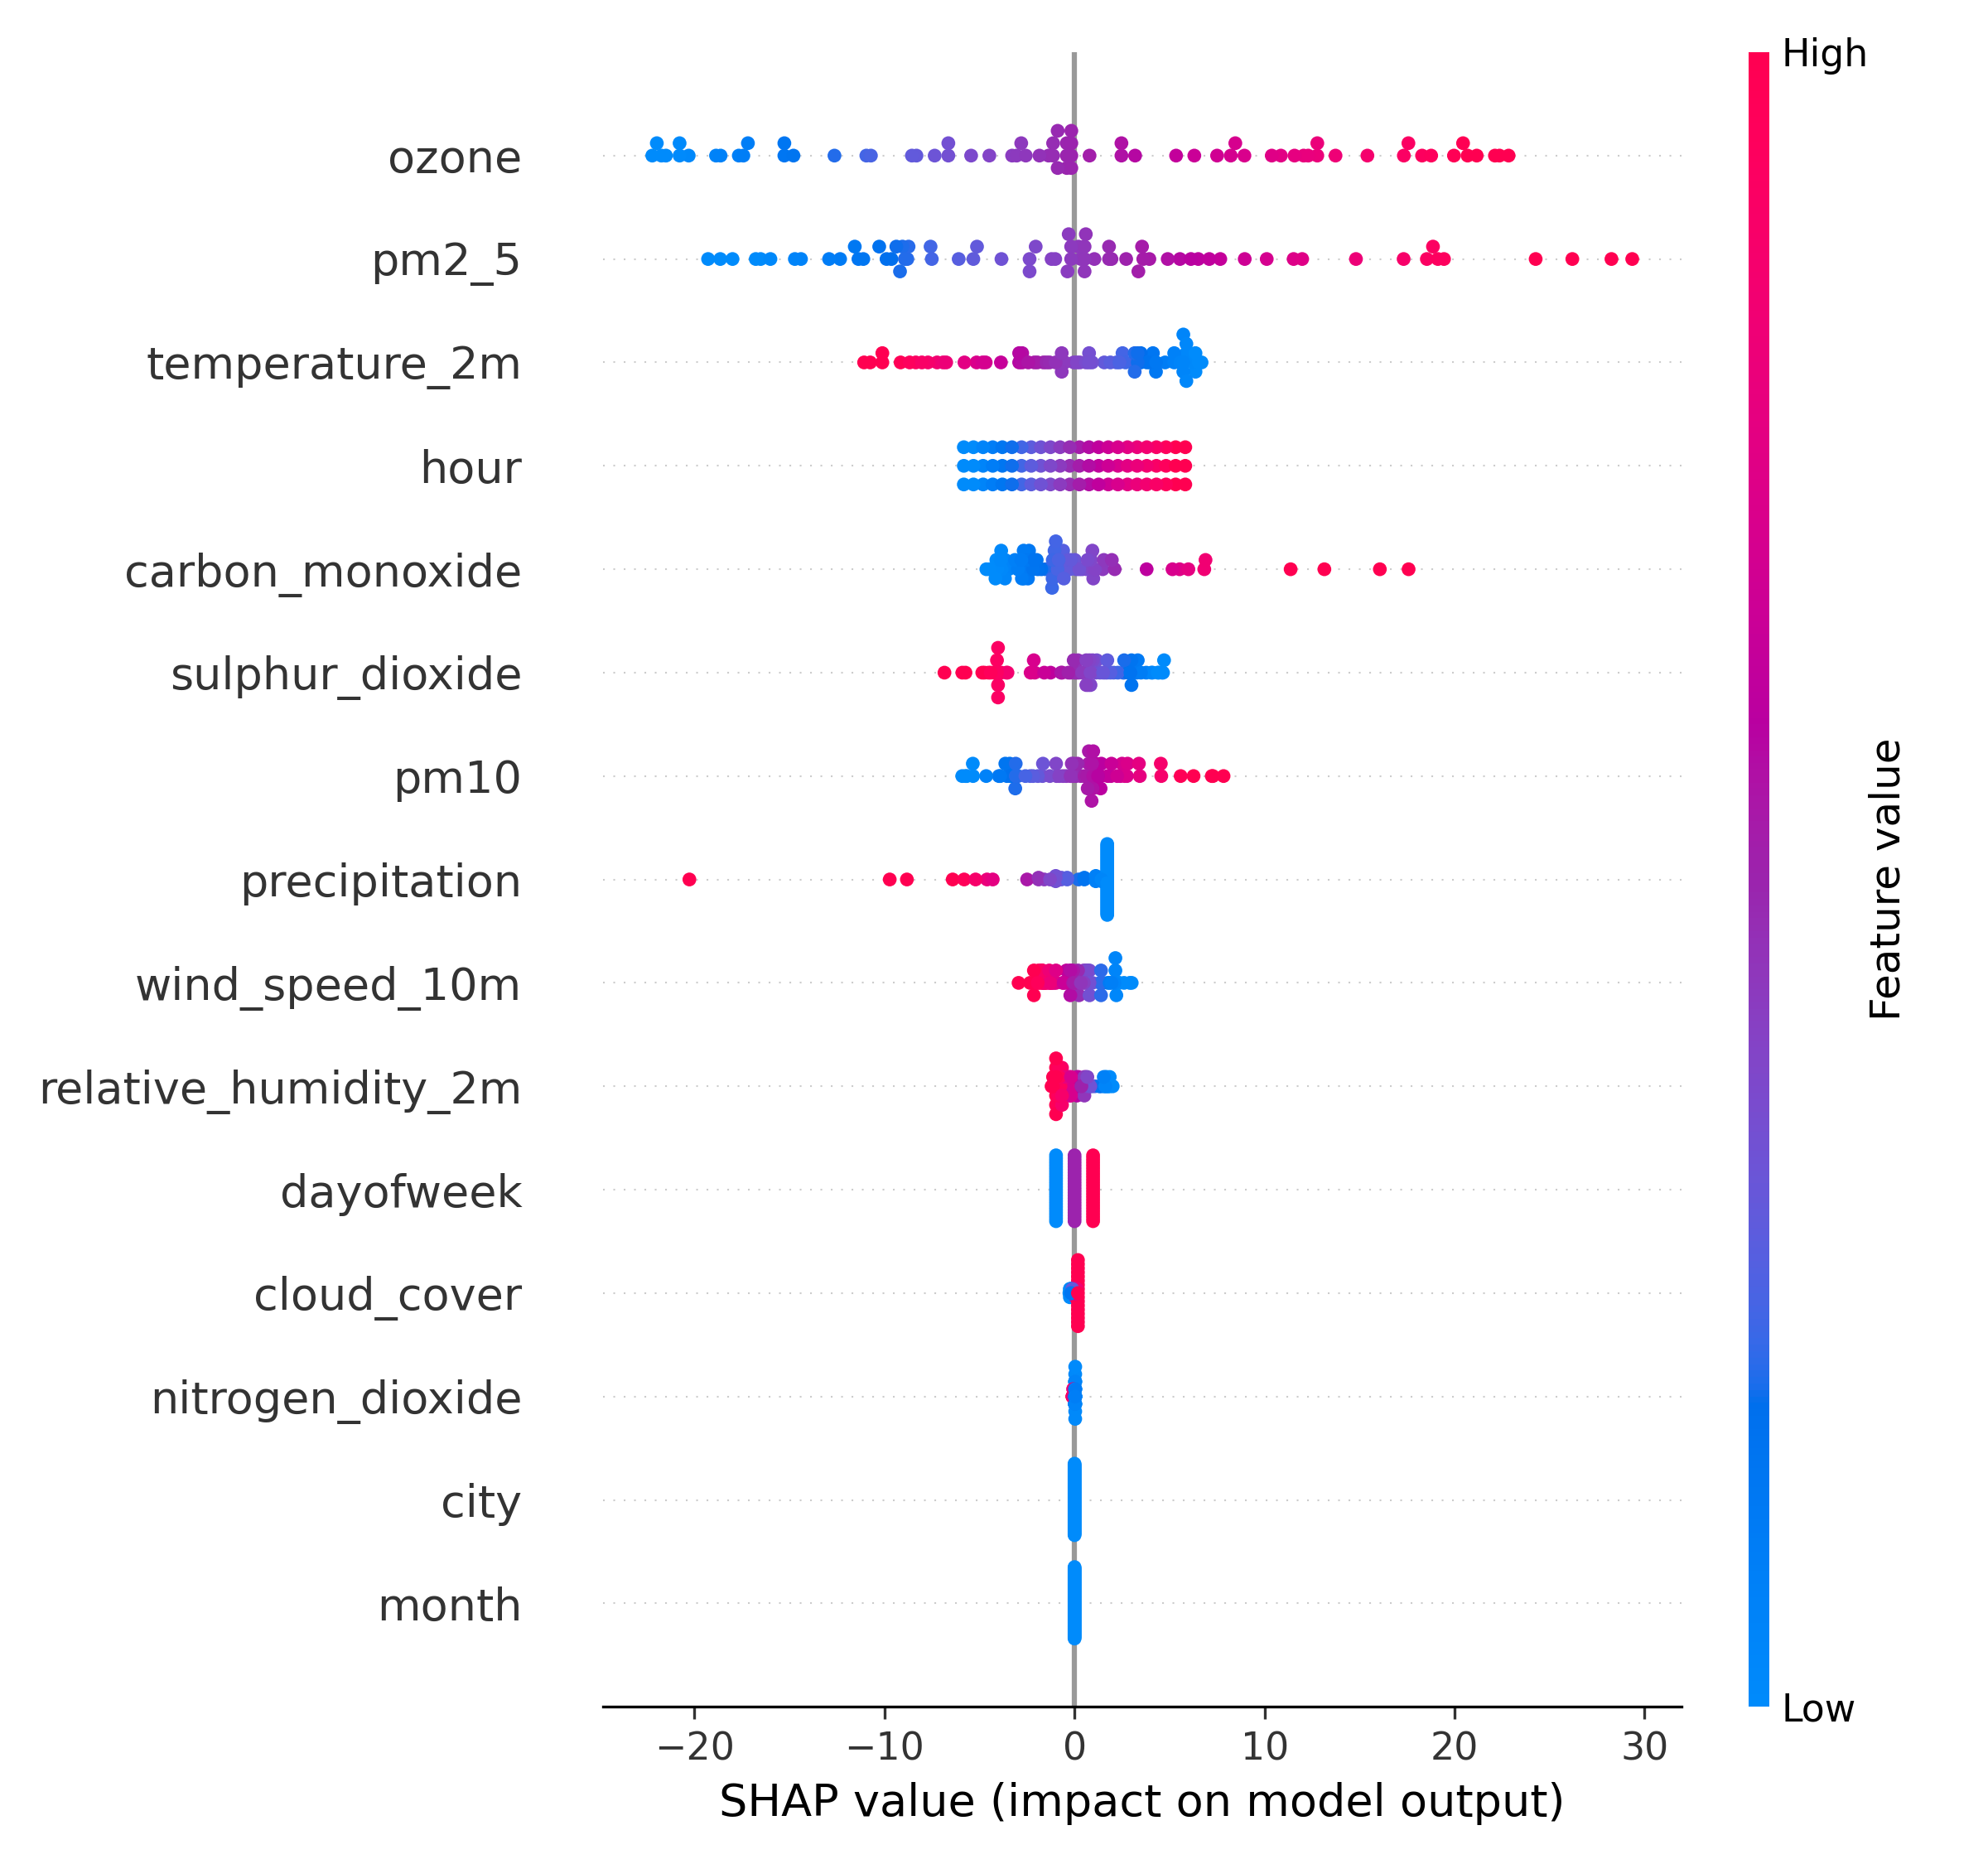 High
ozone
pm2_5
temperature_2m
hour
carbon_monoxide
sulphur_dioxide
pm10
precipitation
wind_speed_10m
relative_humidity_2m
dayofweek
cloud_cover
nitrogen_dioxide
city
month
Feature value
Low
−20 −10 0 10 20 30
SHAP value (impact on model output)